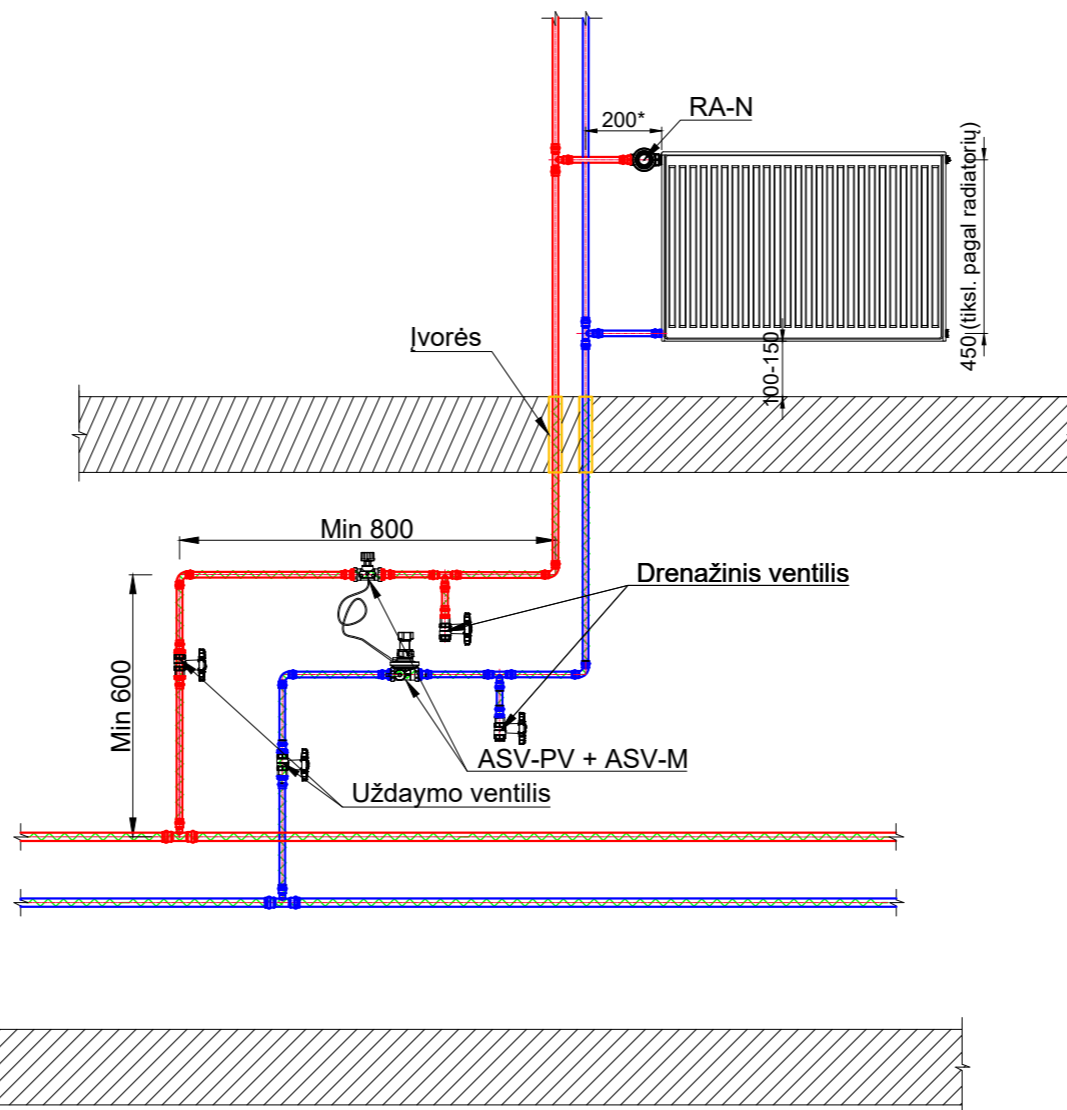 RA-N
200*
450 (tiksl. pagal radiatorių)
100-150
Įvorės
Min 800
Drenažinis ventilis
Min 600
ASV-PV + ASV-M
Uždaymo ventilis